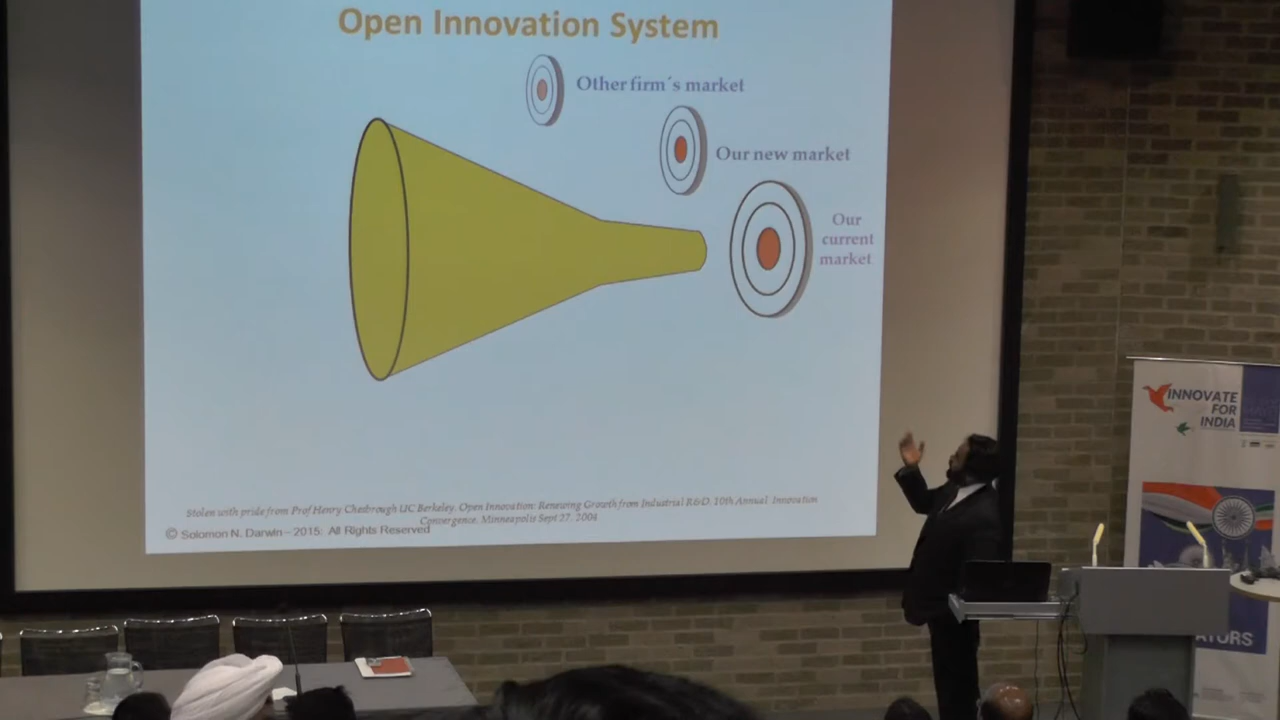 Open Innovation System
Other firm´s market
Our new market
Our
current
market
Stolen with pride from Prof Henry Chesbrough UC Berkeley. Open Innovation: Renewing Growth from Industrial R&D. 10th Annual Innovation
Convergence. Minneapolis Sept 27, 2004
© Solomon N. Darwin – 2015: All Rights Reserved
INNOVATE
FOR
INDIA